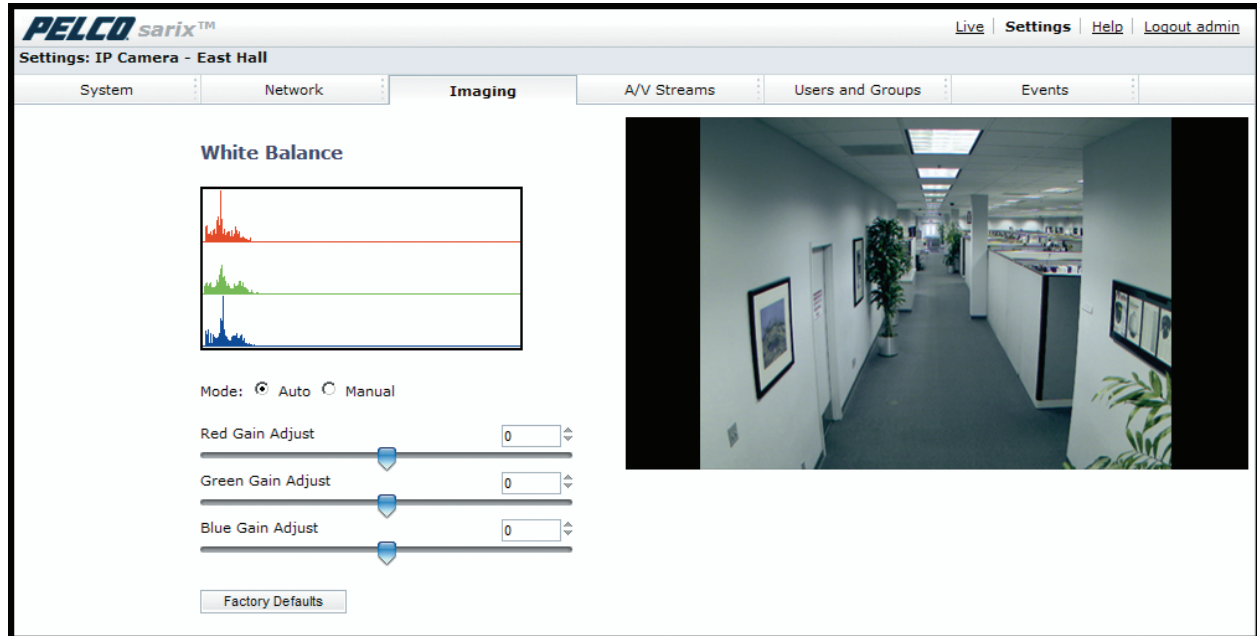 PELCO sarix™
Live | Settings | Help | Logout admin
Settings: IP Camera - East Hall
System Network Imaging A/V Streams Users and Groups Events
White Balance
Mode: Auto Manual
Red Gain Adjust 0
Green Gain Adjust 0
Blue Gain Adjust 0
Factory Defaults